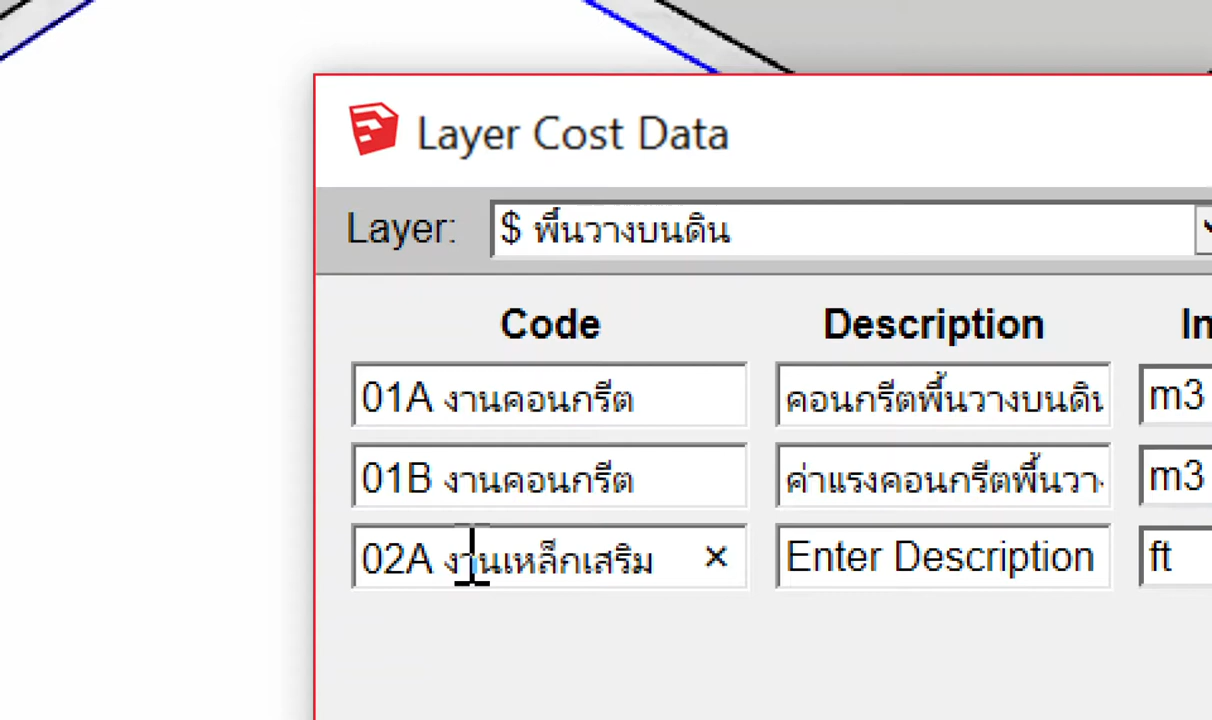 Layer Cost Data
Layer: $ พื้นวางบนดิน
Code Description
01A งานคอนกรีต คอนกรีตพื้นวางบนดิน m3
01B งานคอนกรีต ค่าแรงคอนกรีตพื้นวา m3
02A งานเหล็กเสริม × Enter Description ft